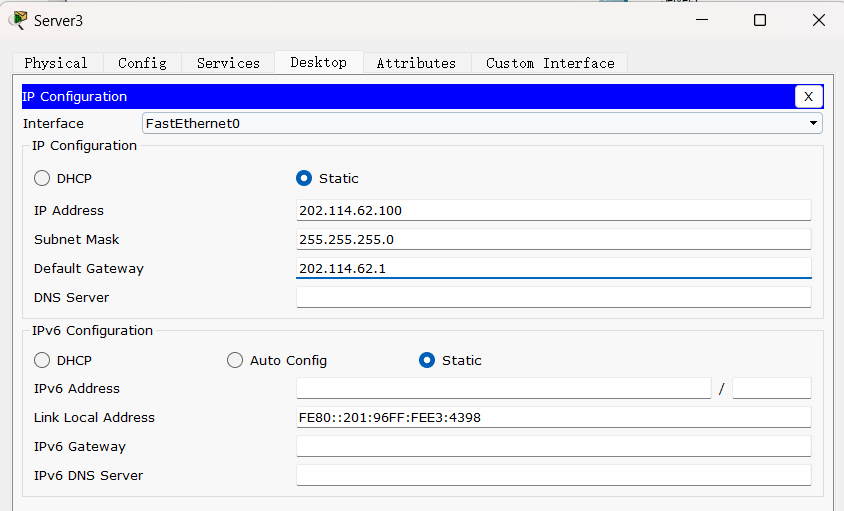 Server3
Physical Config Services Desktop Attributes Custom Interface
IP Configuration X
Interface FastEthernet0
IP Configuration
DHCP Static
IP Address 202.114.62.100
Subnet Mask 255.255.255.0
Default Gateway 202.114.62.1
DNS Server
IPv6 Configuration
DHCP Auto Config Static
IPv6 Address /
Link Local Address FE80::201:96FF:FEE3:4398
IPv6 Gateway
IPv6 DNS Server